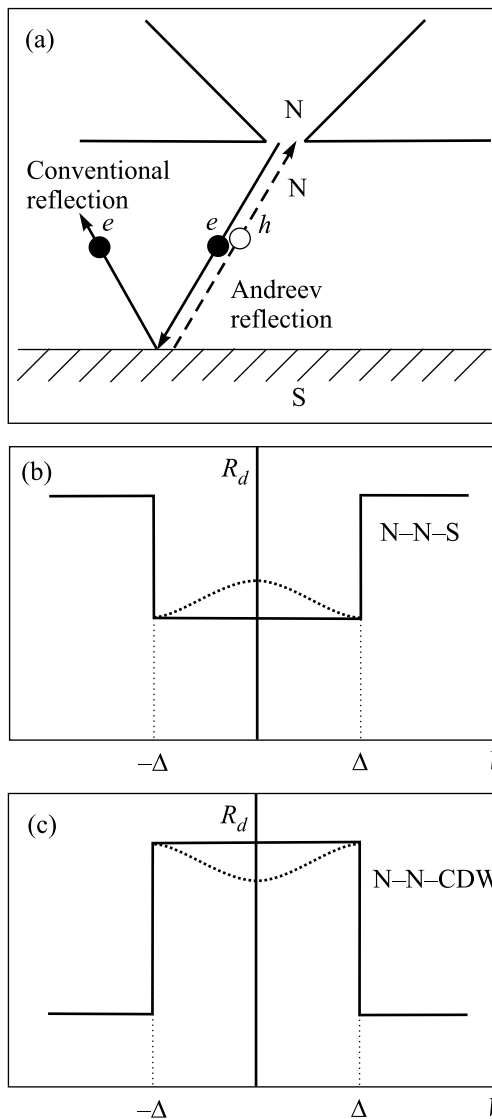 (a)
N
Conventional
reflection
N
e
e
h
Andreev
reflection
S
(b)
R_d
N–N–S
–Δ
Δ
(c)
R_d
N–N–CDW
–Δ
Δ